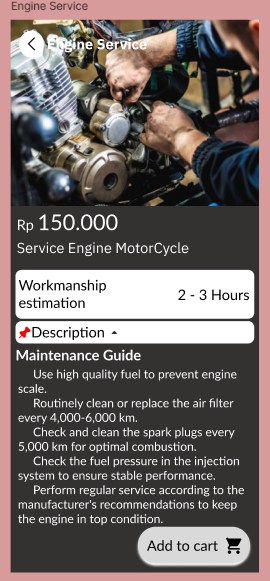 Engine Service
Engine Service
Rp 150.000
Service Engine MotorCycle
Workmanship
estimation
2 - 3 Hours
Description
Maintenance Guide
Use high quality fuel to prevent engine
scale.
Routinely clean or replace the air filter
every 4,000-6,000 km.
Check and clean the spark plugs every
5,000 km for optimal combustion.
Check the fuel pressure in the injection
system to ensure stable performance.
Perform regular service according to the
manufacturer's recommendations to keep
the engine in top condition.
Add to cart